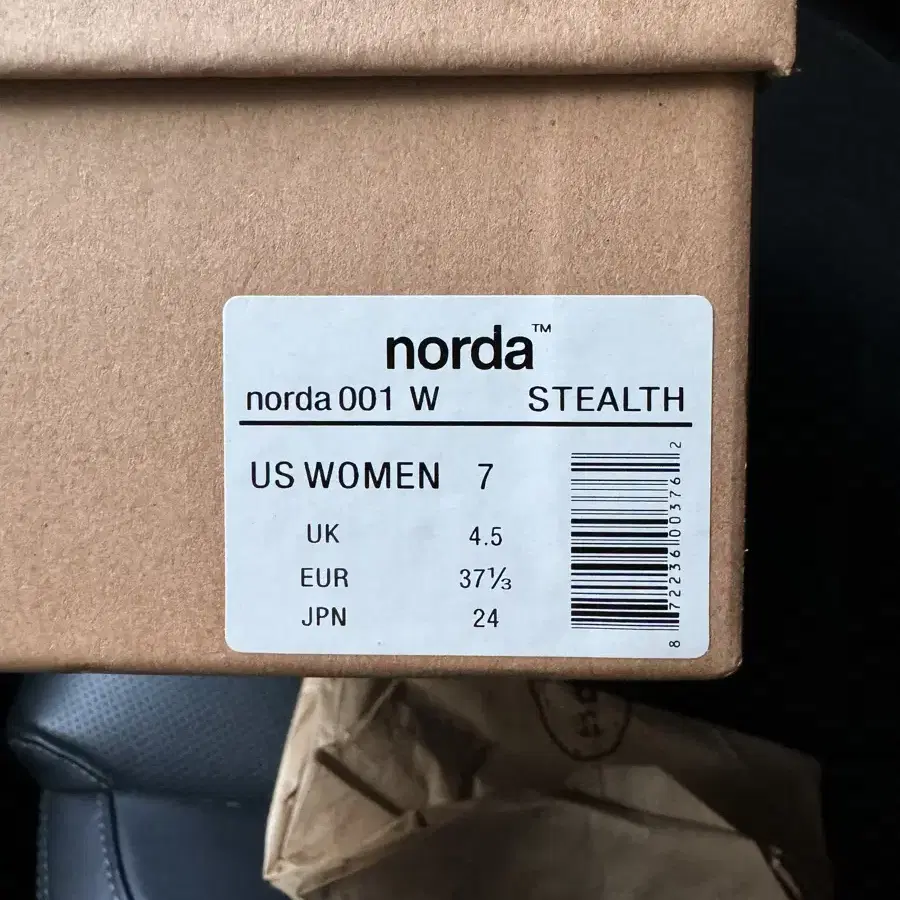 norda™
norda 001 W STEALTH
US WOMEN 7
UK 4.5
EUR 37⅓
JPN 24
8 72236 00376 2